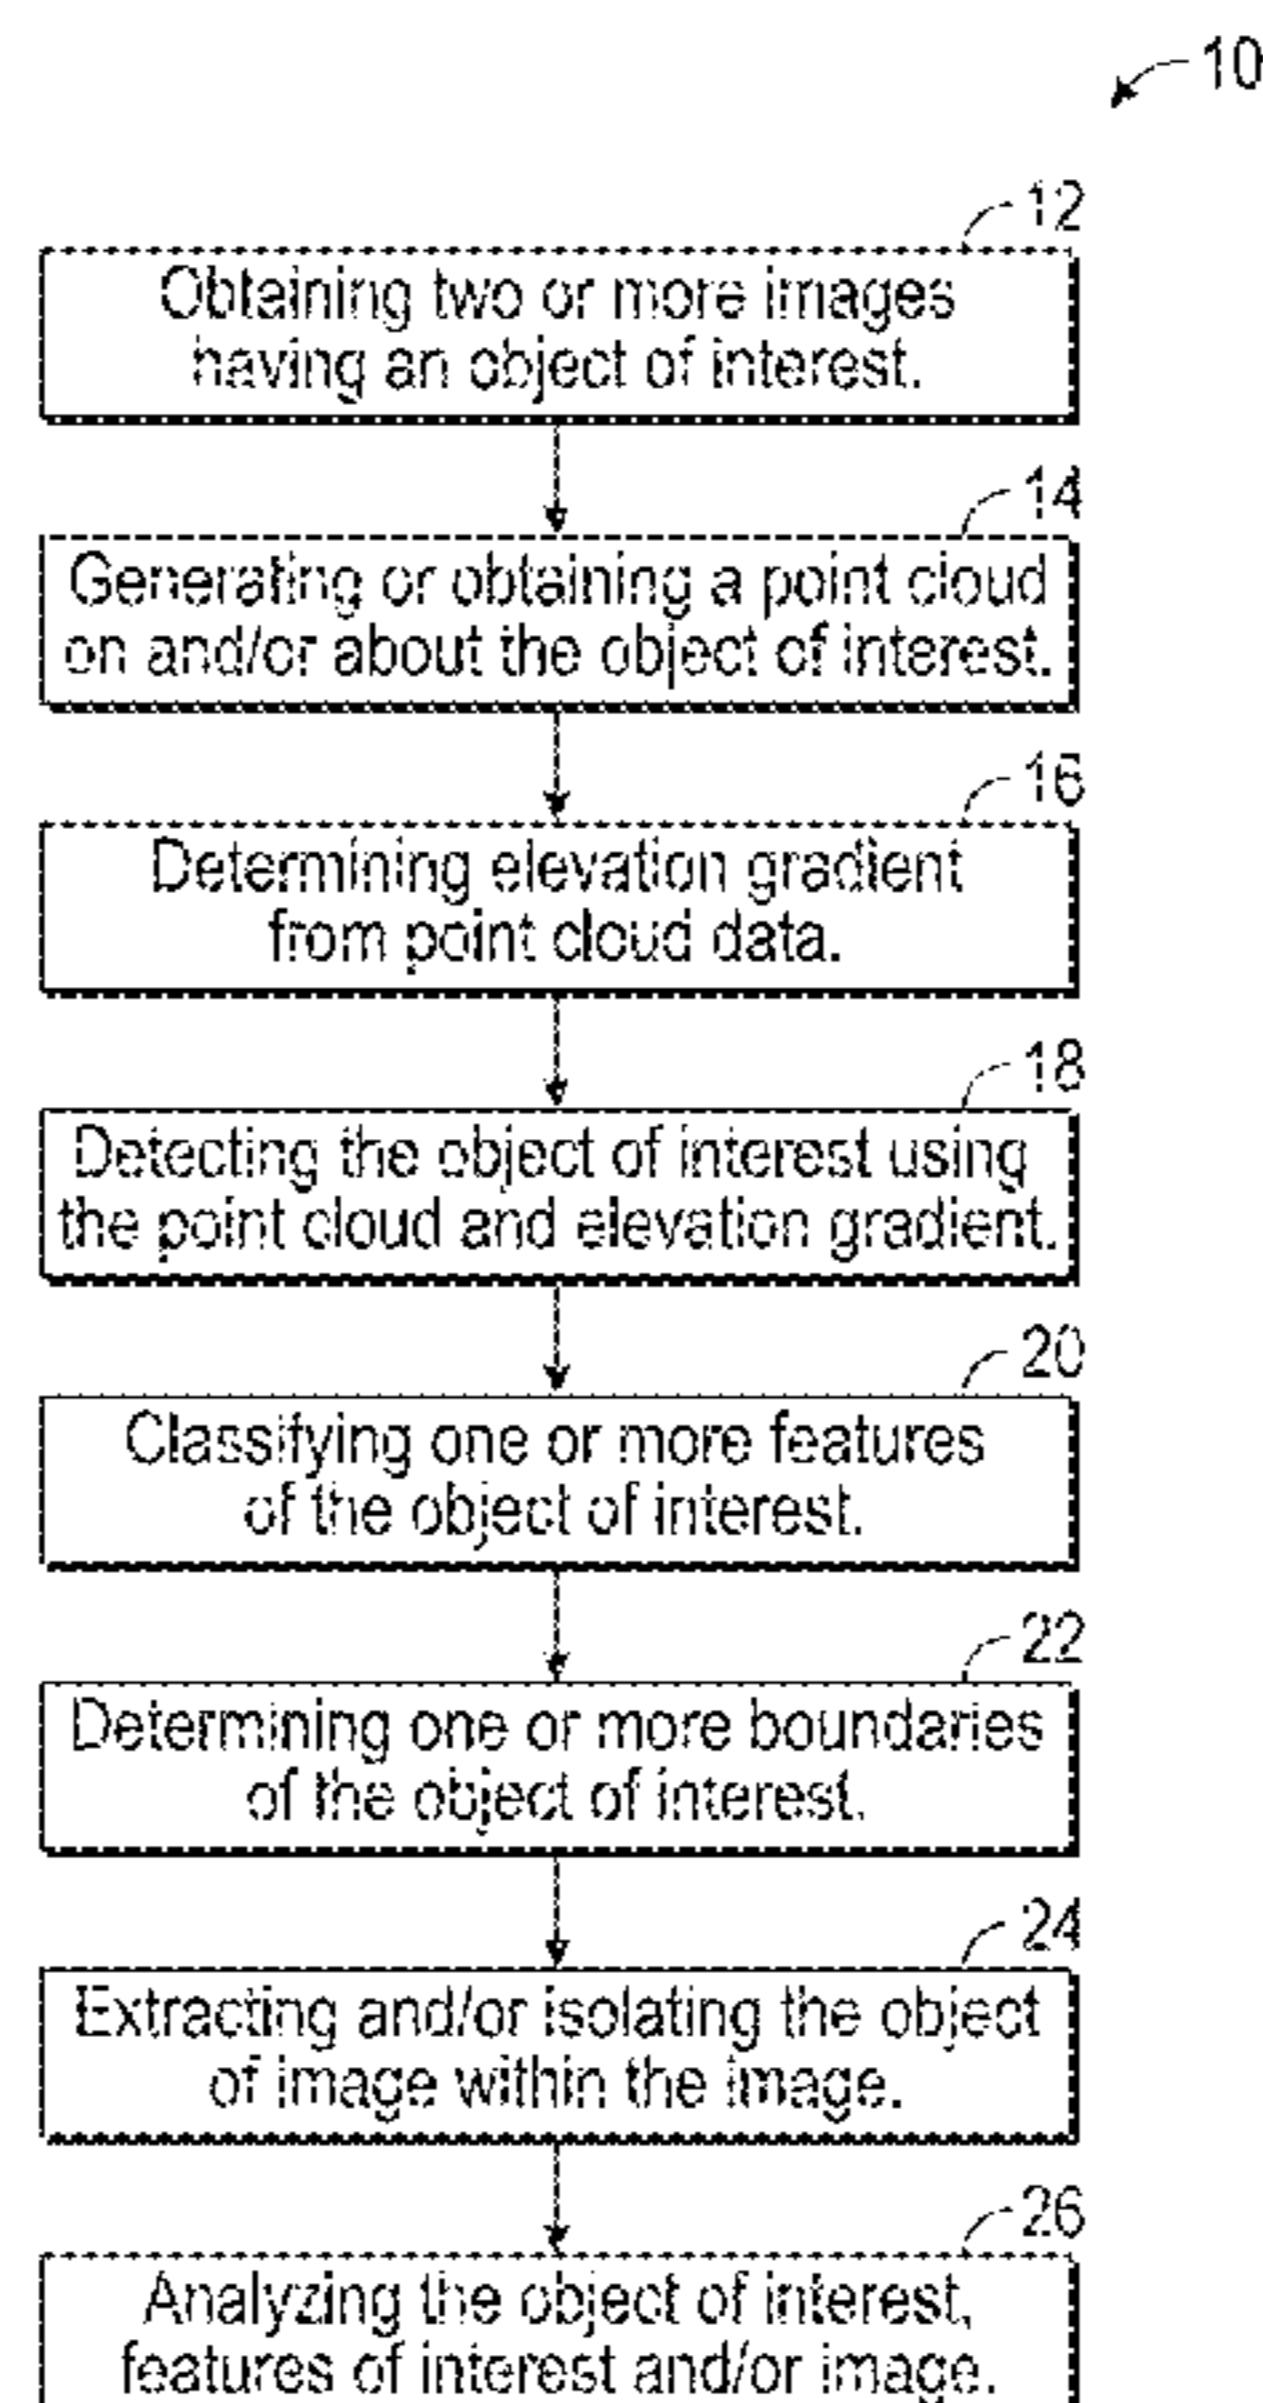 10
12
Obtaining two or more images
having an object of interest.
14
Generating or obtaining a point cloud
on and/or about the object of interest.
16
Determining elevation gradient
from point cloud data.
18
Detecting the object of interest using
the point cloud and elevation gradient.
20
Classifying one or more features
of the object of interest.
22
Determining one or more boundaries
of the object of interest.
24
Extracting and/or isolating the object
of image within the image.
26
Analyzing the object of interest,
features of interest and/or image.